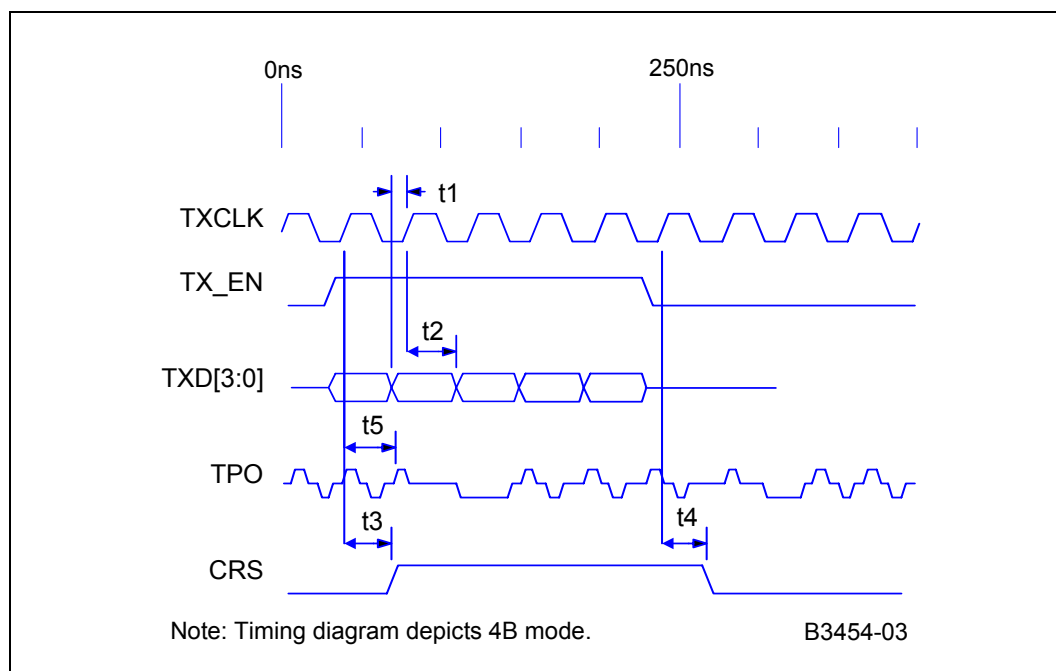 0ns 250ns
t1
TXCLK
TX_EN
t2
TXD[3:0]
t5
TPO
t3 t4
CRS
Note: Timing diagram depicts 4B mode. B3454-03